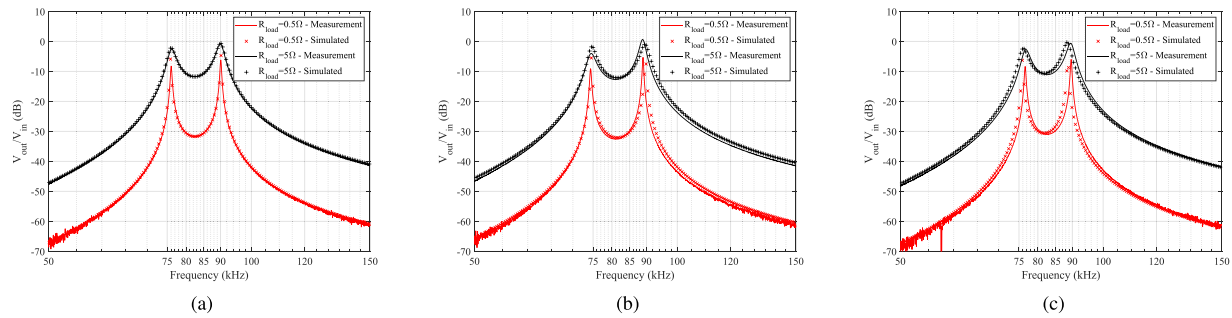 V_out/V_in (dB)
10
0
-10
-20
-30
-40
-50
-60
-70
R_load=0.5Ω - Measurement
R_load=0.5Ω - Simulated
R_load=5Ω - Measurement
R_load=5Ω - Simulated
50 75 80 85 90 100 120 150
Frequency (kHz)
(a)
V_out/V_in (dB)
10
0
-10
-20
-30
-40
-50
-60
-70
R_load=0.5Ω - Measurement
R_load=0.5Ω - Simulated
R_load=5Ω - Measurement
R_load=5Ω - Simulated
50 75 80 85 90 100 120 150
Frequency (kHz)
(b)
V_out/V_in (dB)
10
0
-10
-20
-30
-40
-50
-60
-70
R_load=0.5Ω - Measurement
R_load=0.5Ω - Simulated
R_load=5Ω - Measurement
R_load=5Ω - Simulated
50 75 80 85 90 100 120 150
Frequency (kHz)
(c)